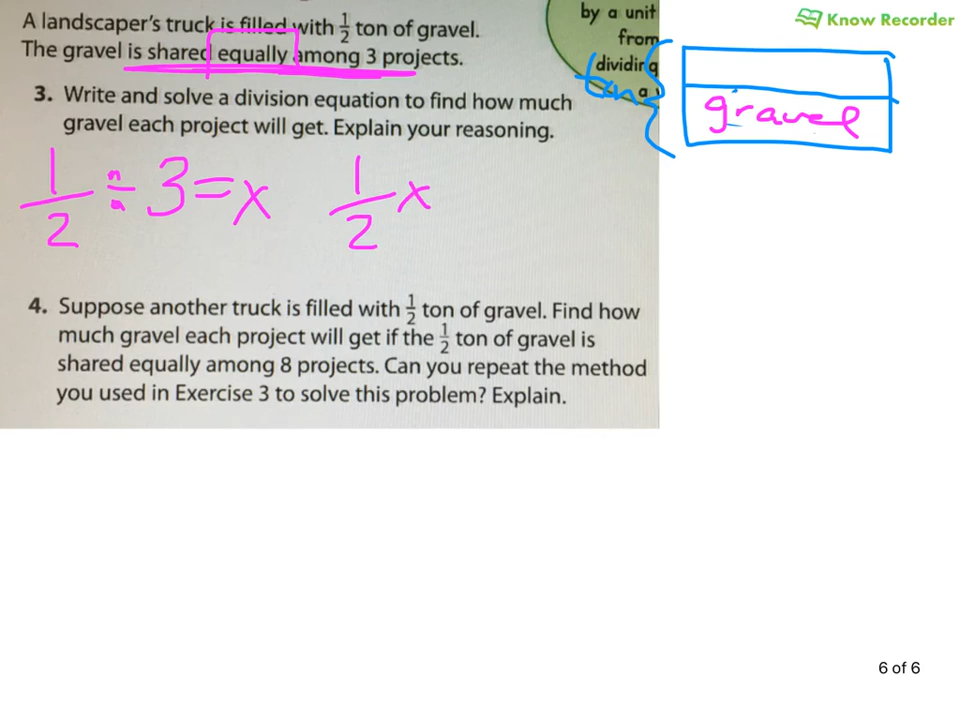 A landscaper's truck is filled with 1/2 ton of gravel.
The gravel is shared equally among 3 projects.
3. Write and solve a division equation to find how much
gravel each project will get. Explain your reasoning.
1/2 ÷ 3 = x 1/2 x
4. Suppose another truck is filled with 1/2 ton of gravel. Find how
much gravel each project will get if the 1/2 ton of gravel is
shared equally among 8 projects. Can you repeat the method
you used in Exercise 3 to solve this problem? Explain.
by a unit
from
dividing
a
ton
gravel
Know Recorder
6 of 6